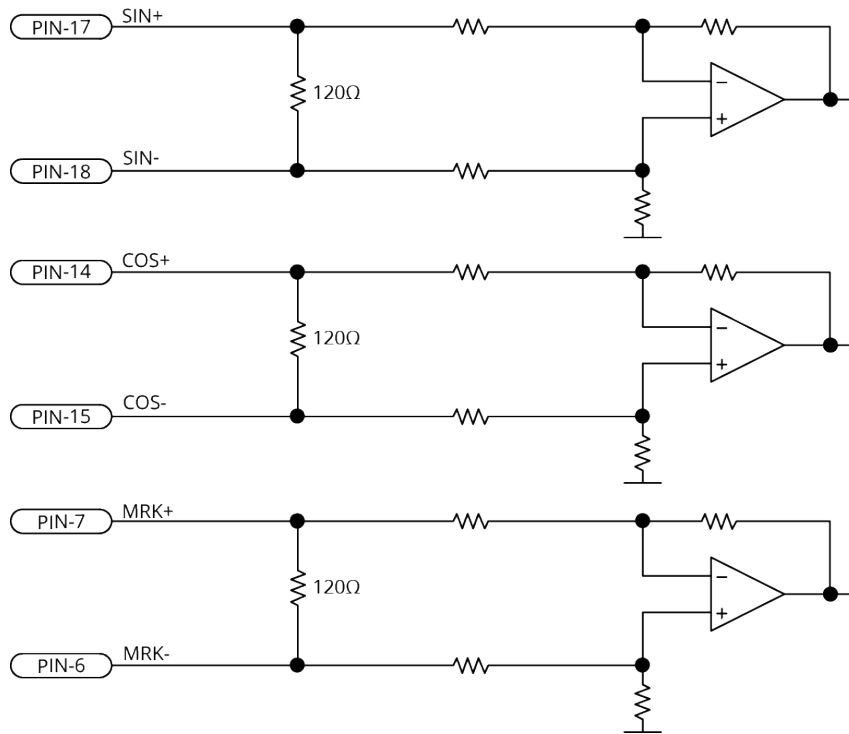 SIN+
PIN-17
120Ω
−
+
SIN-
PIN-18
COS+
PIN-14
120Ω
−
+
COS-
PIN-15
MRK+
PIN-7
120Ω
−
+
MRK-
PIN-6